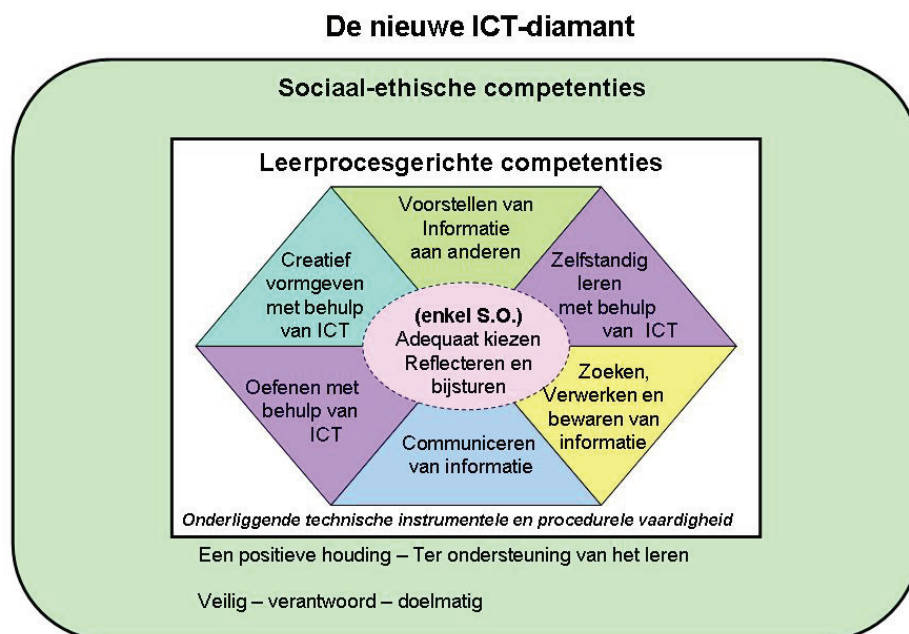 De nieuwe ICT-diamant
Sociaal-ethische competenties
Leerprocesgerichte competenties
Voorstellen van
Informatie
aan anderen
Creatief
vormgeven
met behulp
van ICT
Zelfstandig
leren
met behulp
van ICT
(enkel S.O.)
Adequaat kiezen
Reflecteren en
bijsturen
Oefenen met
behulp van
ICT
Zoeken,
Verwerken en
bewaren van
informatie
Communiceren
van informatie
Onderliggende technische instrumentele en procedurele vaardigheid
Een positieve houding – Ter ondersteuning van het leren
Veilig – verantwoord – doelmatig